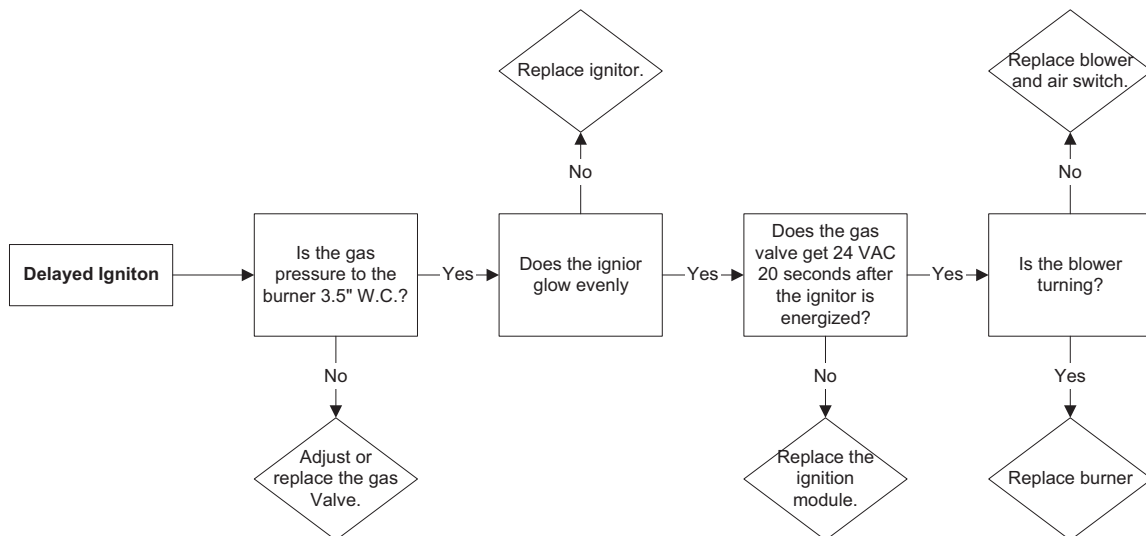 Replace ignitor.
Replace blower
and air switch.
No
No
Delayed Igniton
Is the gas
pressure to the
burner 3.5" W.C.?
Yes
Does the ignior
glow evenly
Yes
Does the gas
valve get 24 VAC
20 seconds after
the ignitor is
energized?
Yes
Is the blower
turning?
No
No
Yes
Adjust or
replace the gas
Valve.
Replace the
ignition
module.
Replace burner